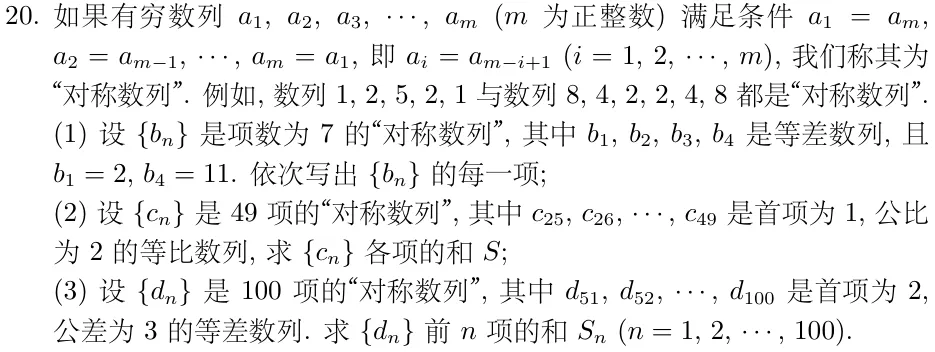 20. 如果有穷数列 a₁, a₂, a₃, ⋯, aₘ (m 为正整数) 满足条件 a₁ = aₘ,
a₂ = aₘ₋₁, ⋯, aₘ = a₁, 即 aᵢ = aₘ₋ᵢ₊₁ (i = 1, 2, ⋯, m), 我们称其为
“对称数列”. 例如, 数列 1, 2, 5, 2, 1 与数列 8, 4, 2, 2, 4, 8 都是“对称数列”.
(1) 设 {bₙ} 是项数为 7 的“对称数列”, 其中 b₁, b₂, b₃, b₄ 是等差数列, 且
b₁ = 2, b₄ = 11. 依次写出 {bₙ} 的每一项;
(2) 设 {cₙ} 是 49 项的“对称数列”, 其中 c₂₅, c₂₆, ⋯, c₄₉ 是首项为 1, 公比
为 2 的等比数列, 求 {cₙ} 各项的和 S;
(3) 设 {dₙ} 是 100 项的“对称数列”, 其中 d₅₁, d₅₂, ⋯, d₁₀₀ 是首项为 2,
公差为 3 的等差数列. 求 {dₙ} 前 n 项的和 Sₙ (n = 1, 2, ⋯, 100).